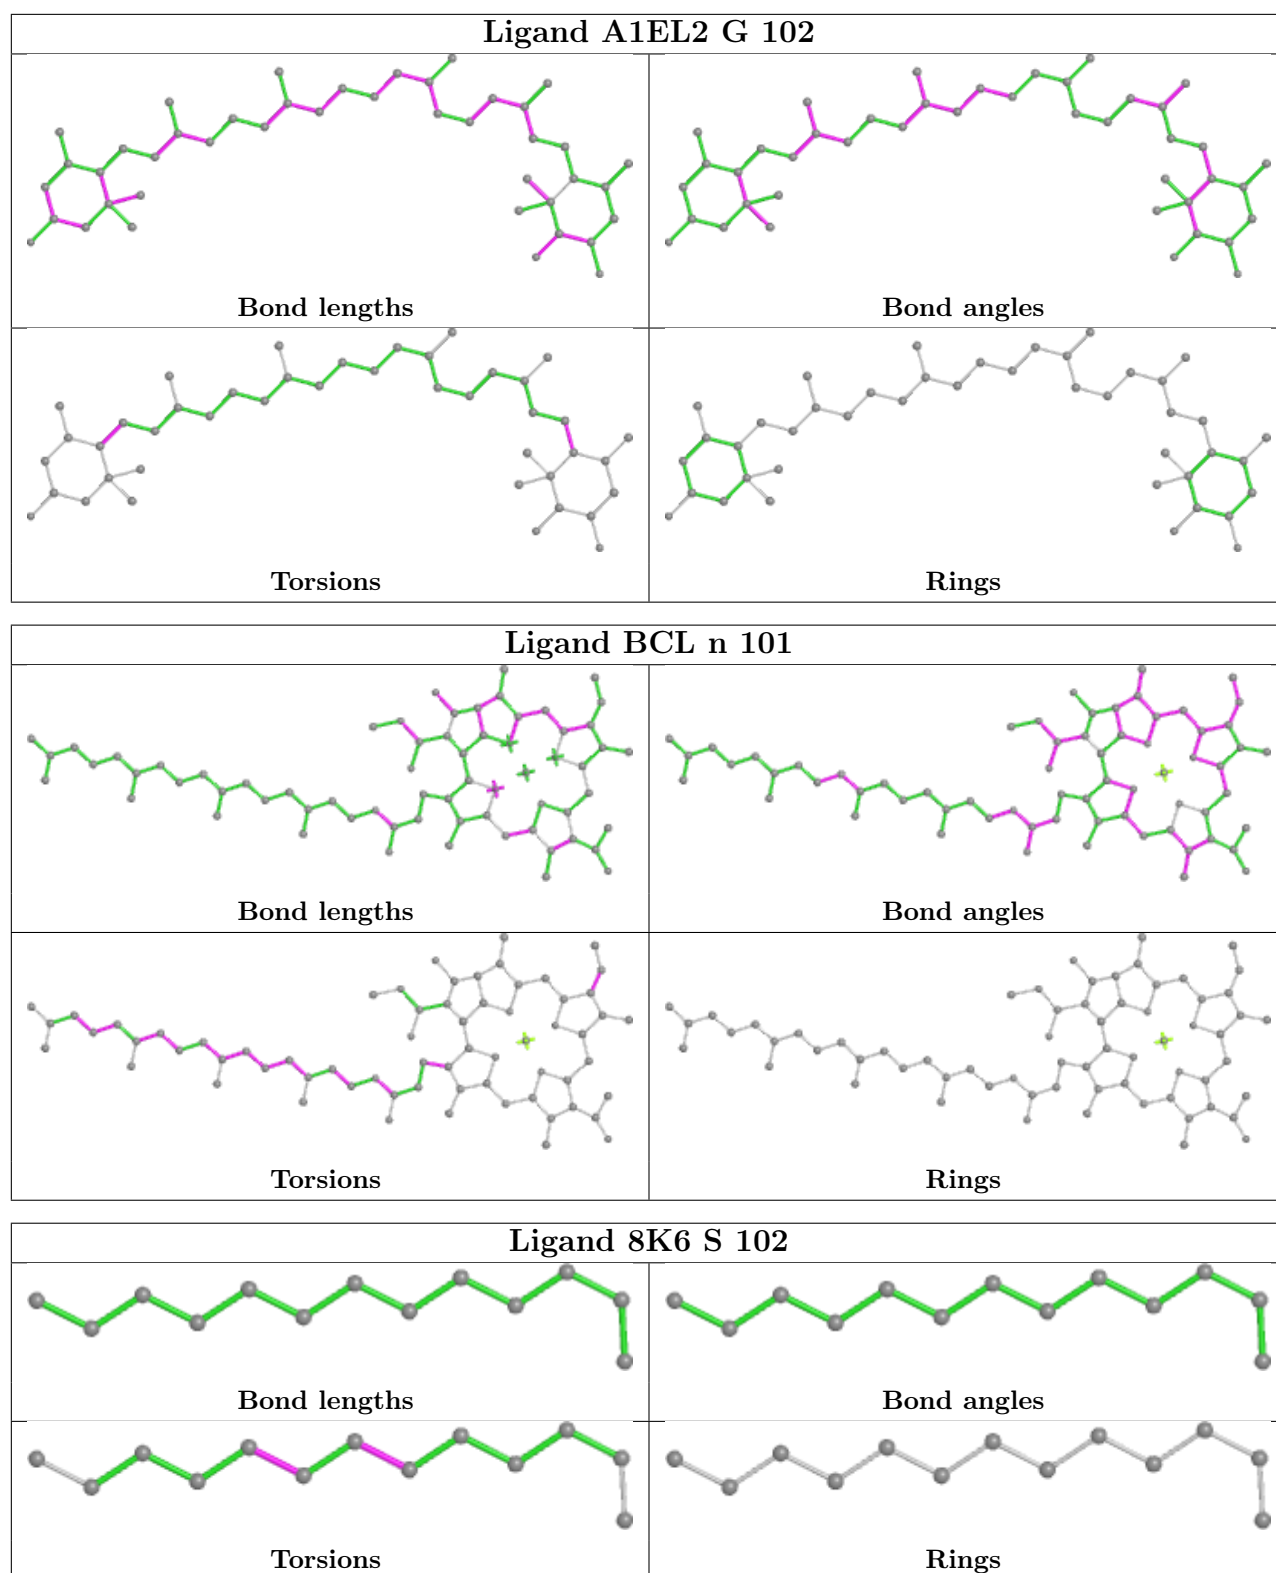 Ligand A1EL2 G 102
Bond lengths
Bond angles
Torsions
Rings
Ligand BCL n 101
Bond lengths
Bond angles
Torsions
Rings
Ligand 8K6 S 102
Bond lengths
Bond angles
Torsions
Rings